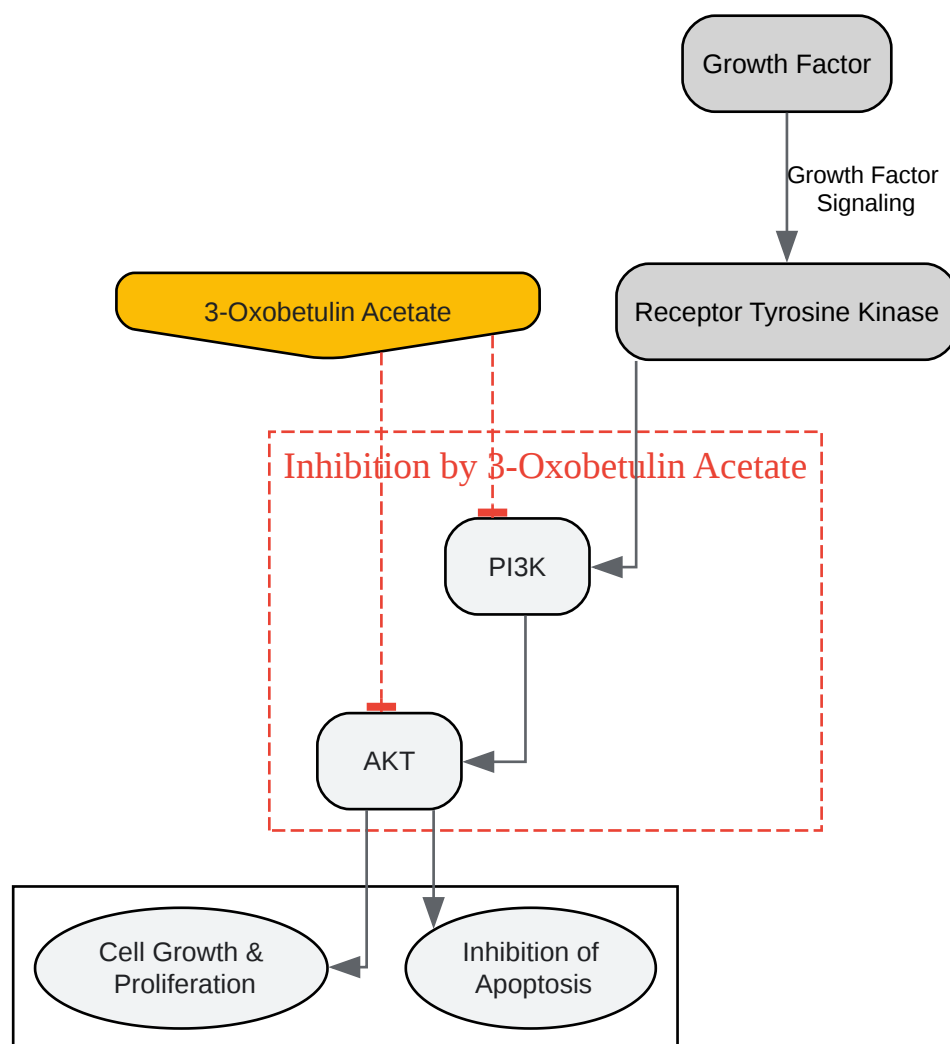 Growth Factor
Growth Factor
Signaling
3-Oxobetulin Acetate
Receptor Tyrosine Kinase
Inhibition by 3-Oxobetulin Acetate
PI3K
AKT
Cell Growth &
Proliferation
Inhibition of
Apoptosis